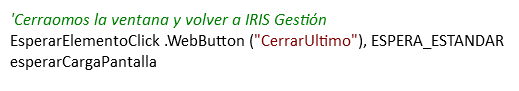 'Cerraomos la ventana y volver a IRIS Gestión
EsperarElementoClick .WebButton ("CerrarUltimo"), ESPERA_ESTANDAR
esperarCargaPantalla